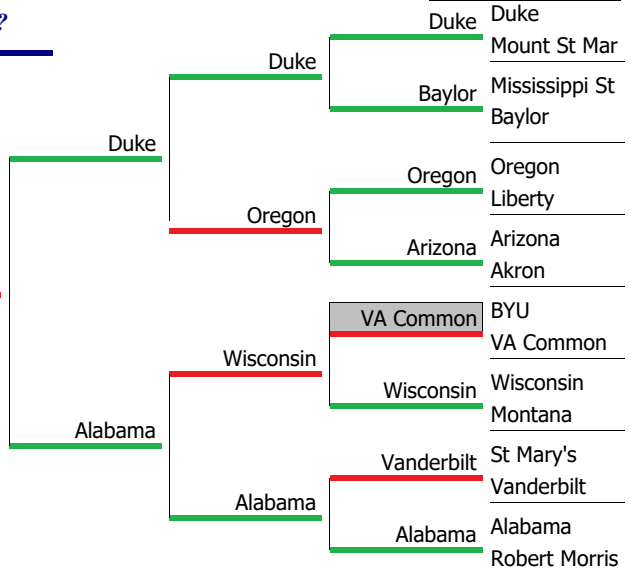 ?
Duke
Mount St Mar
Mississippi St
Baylor
Oregon
Liberty
Arizona
Akron
BYU
VA Common
Wisconsin
Montana
St Mary's
Vanderbilt
Alabama
Robert Morris
Duke
Baylor
Oregon
Arizona
VA Common
Wisconsin
Vanderbilt
Alabama
Duke
Oregon
Wisconsin
Alabama
Duke
Alabama